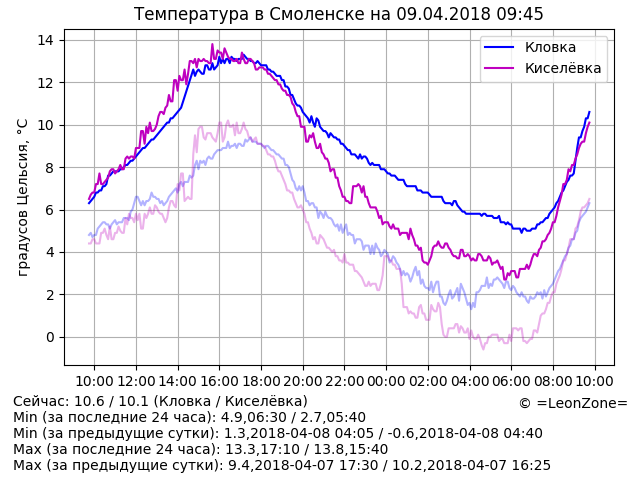 Температура в Смоленске на 09.04.2018 09:45
градусов Цельсия, °C
14
12
10
8
6
4
2
0
Кловка
Киселёвка
10:00 12:00 14:00 16:00 18:00 20:00 22:00 00:00 02:00 04:00 06:00 08:00 10:00
Сейчас: 10.6 / 10.1 (Кловка / Киселёвка)
Min (за последние 24 часа): 4.9,06:30 / 2.7,05:40
Min (за предыдущие сутки): 1.3,2018-04-08 04:05 / -0.6,2018-04-08 04:40
Max (за последние 24 часа): 13.3,17:10 / 13.8,15:40
Max (за предыдущие сутки): 9.4,2018-04-07 17:30 / 10.2,2018-04-07 16:25
© =LeonZone=